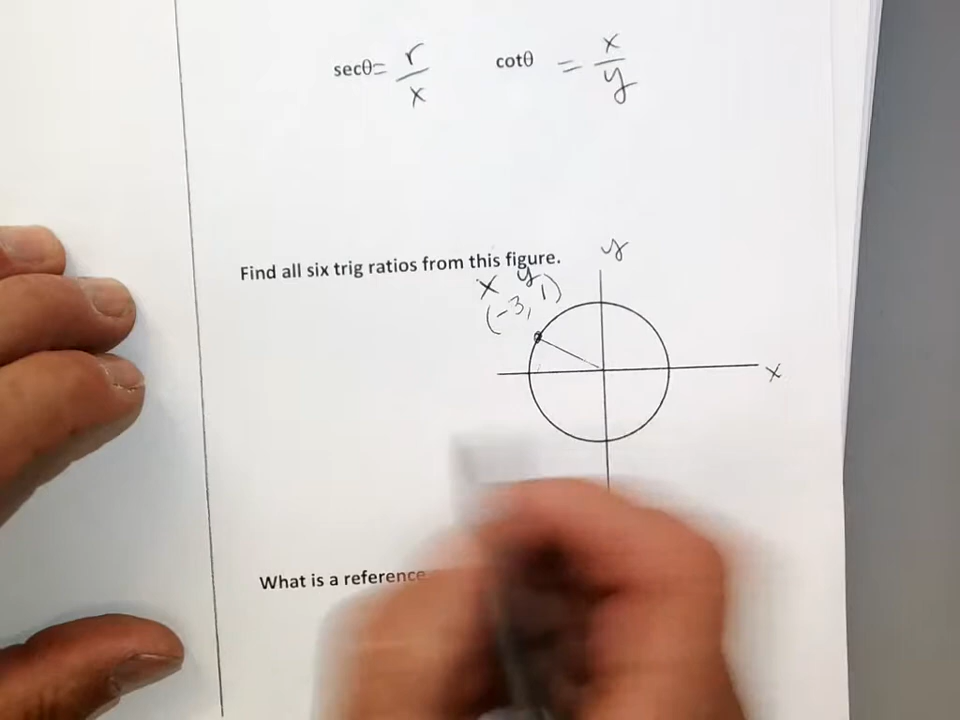 secθ= r/x cotθ = x/y
Find all six trig ratios from this figure.
y
x y
(-3, 1)
x
What is a reference